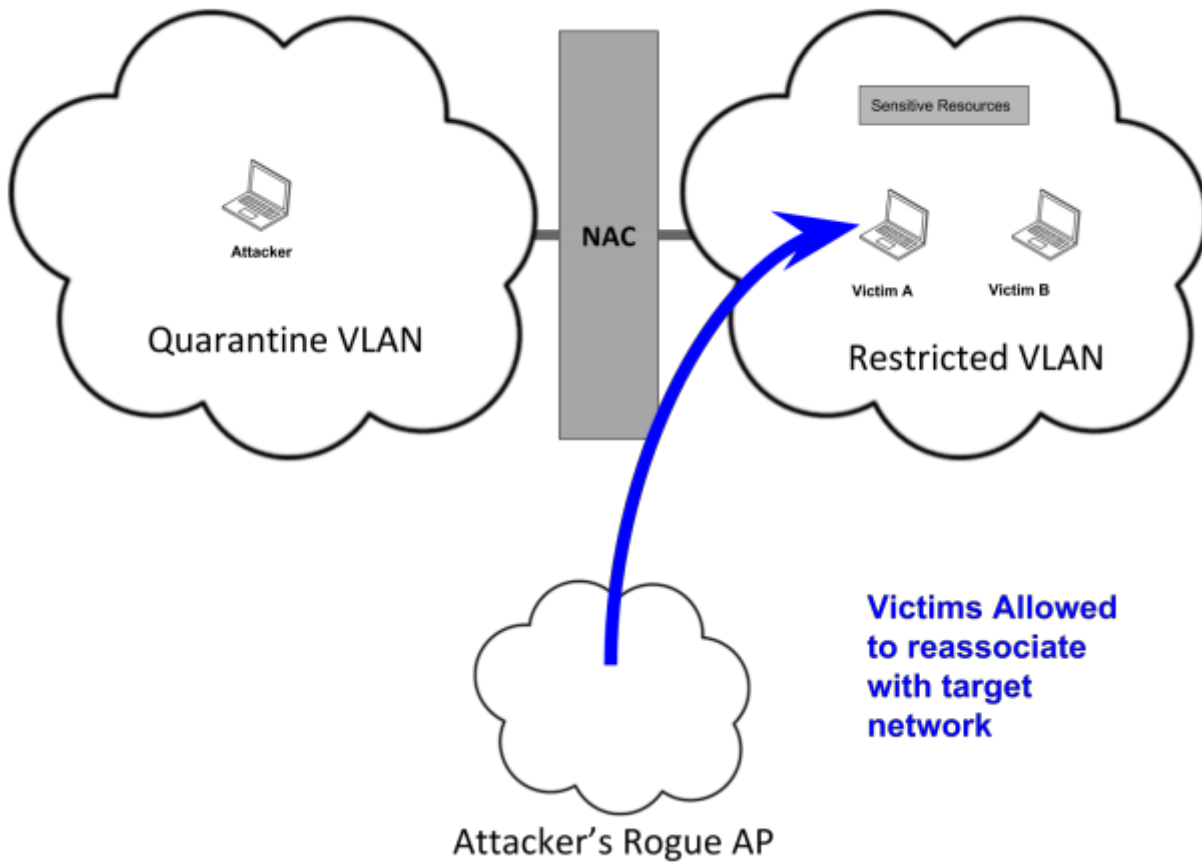 Sensitive Resources
NAC
Attacker
Victim A
Victim B
Quarantine VLAN
Restricted VLAN
Victims Allowed
to reassociate
with target
network
Attacker's Rogue AP